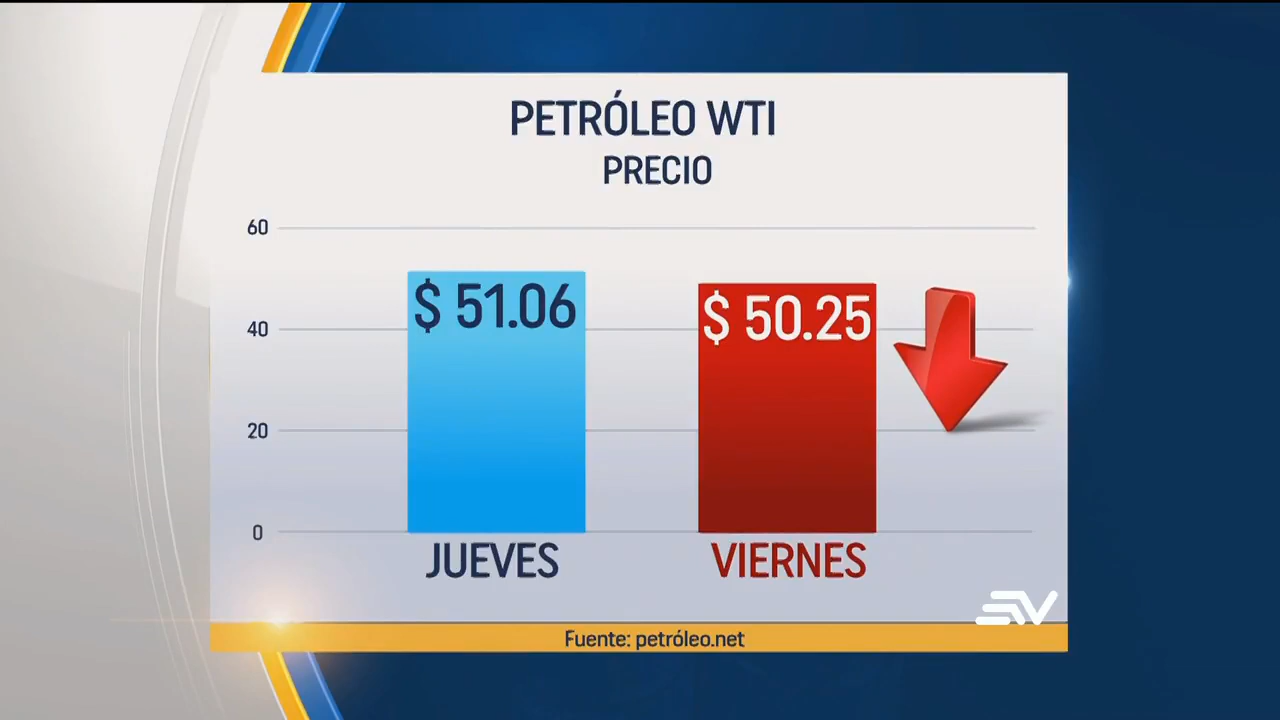 PETRÓLEO WTI
PRECIO
60
40
20
0
$ 51.06
$ 50.25
JUEVES
VIERNES
Fuente: petróleo.net